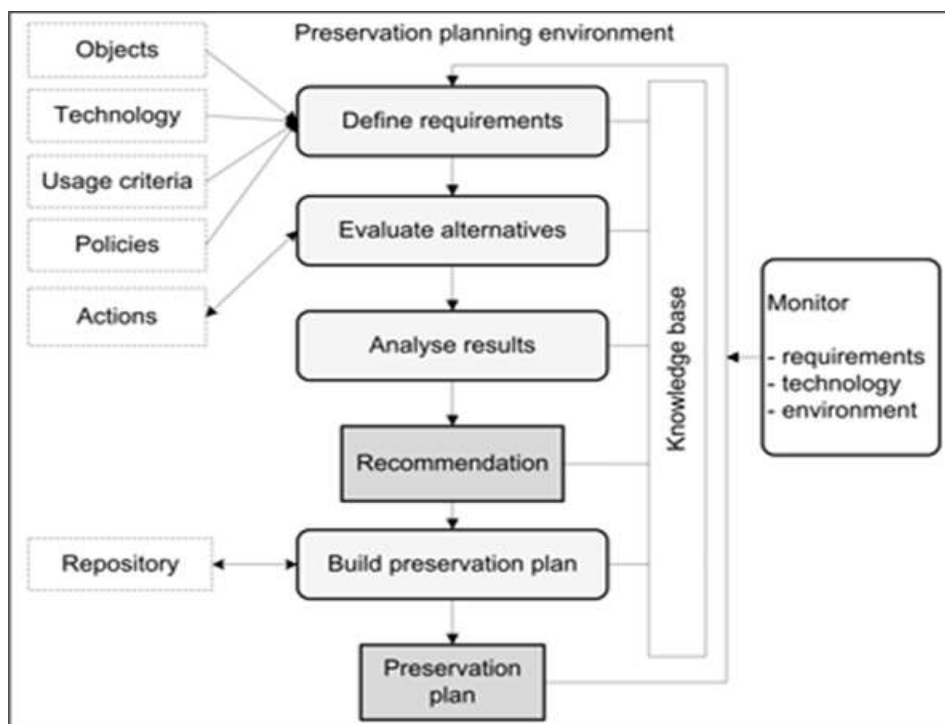 Preservation planning environment
Objects
Technology
Usage criteria
Policies
Actions
Repository
Define requirements
Evaluate alternatives
Analyse results
Recommendation
Build preservation plan
Preservation
plan
Knowledge base
Monitor
- requirements
- technology
- environment